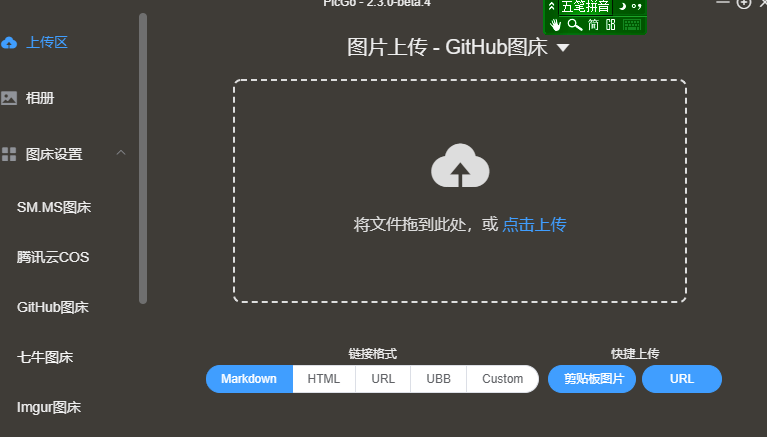 PicGo - 2.3.0-beta.4
五笔拼音
简
上传区
相册
图床设置
SM.MS图床
腾讯云COS
GitHub图床
七牛图床
Imgur图床
图片上传 - GitHub图床
将文件拖到此处，或 点击上传
链接格式
Markdown HTML URL UBB Custom
快捷上传
剪贴板图片 URL